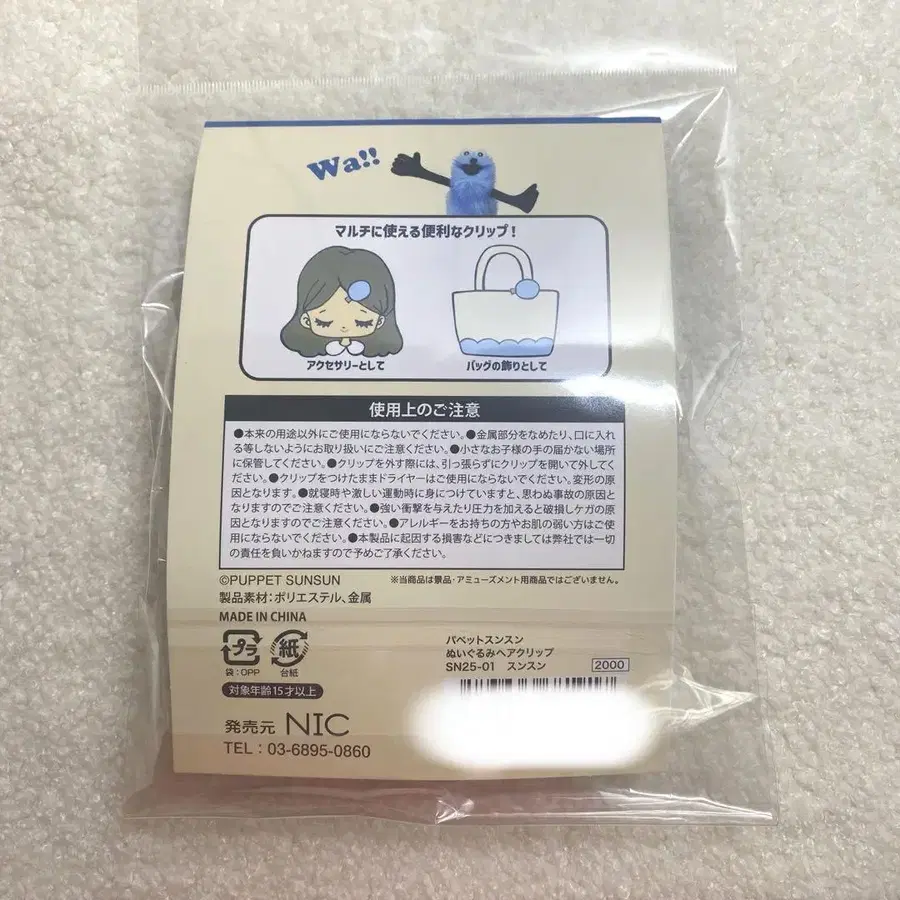 Wa!!
マルチに使える便利なクリップ！
アクセサリーとして
バッグの飾りとして
使用上のご注意
●本来の用途以外にご使用にならないでください。●金属部分をなめたり、口に入れ
る等しないようにお取り扱いにご注意ください。●小さなお子様の手の届かない場所
に保管してください。●クリップを外す際には、引っ張らずにクリップを開いて外してく
ださい。●クリップをつけたままドライヤーはご使用にならないでください。変形の原
因となります。●就寝時や激しい運動時に身につけていますと、思わぬ事故の原因と
なりますのでご注意ください。●強い衝撃を与えたり圧力を加えると破損しケガの原
因となりますのでご注意ください。●アレルギーをお持ちの方やお肌の弱い方はご使
用にならないでください。●本製品に起因する損害などにつきましては弊社では一切
の責任を負いかねますので予めご了承ください。
©PUPPET SUNSUN
※当商品は景品・アミューズメント用商品ではございません。
製品素材：ポリエステル、金属
MADE IN CHINA
プラ
紙
袋：OPP
台紙
対象年齢15才以上
発売元 NIC
TEL：03-6895-0860
パペットスンスン
ぬいぐるみヘアクリップ
SN25-01 スンスン
2000